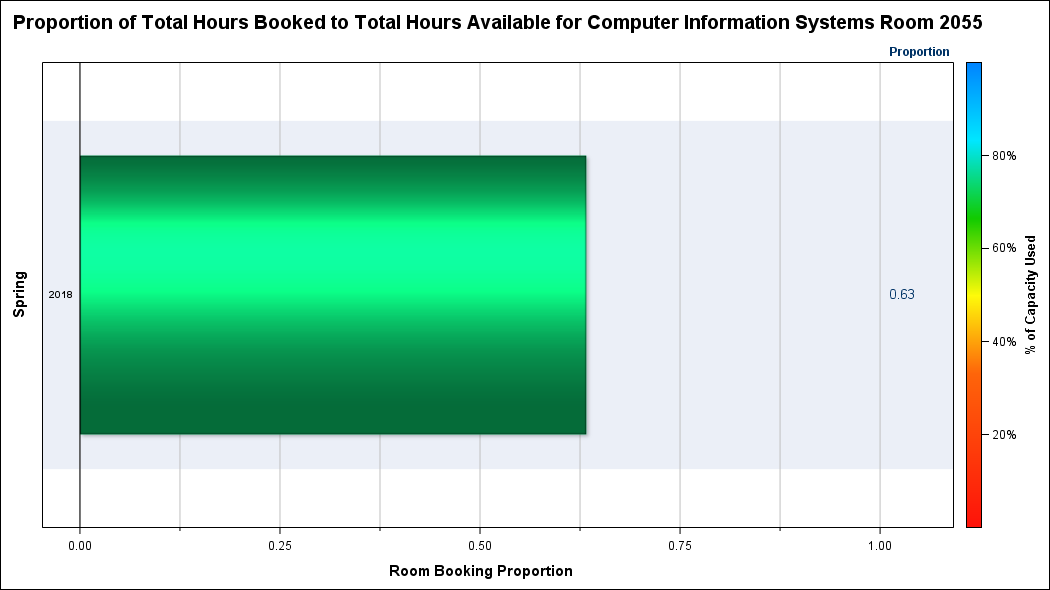 Proportion of Total Hours Booked to Total Hours Available for Computer Information Systems Room 2055
Proportion
80%
60%
40%
20%
% of Capacity Used
Spring
2018
0.63
0.00 0.25 0.50 0.75 1.00
Room Booking Proportion